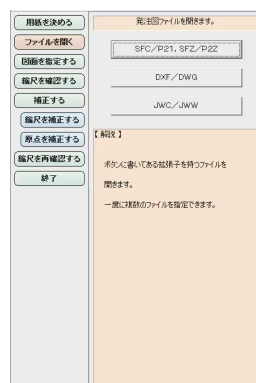 用紙を決める
ファイルを開く
図面を指定する
縮尺を確認する
補正する
縮尺を補正する
原点を補正する
縮尺を再確認する
終了
発注図ファイルを開きます。
SFC/P21、SFZ/P2Z
DXF/DWG
JWC/JWW
【 解説 】
ボタンに書いてある拡張子を持つファイルを
開きます。
一度に複数のファイルを指定できます。